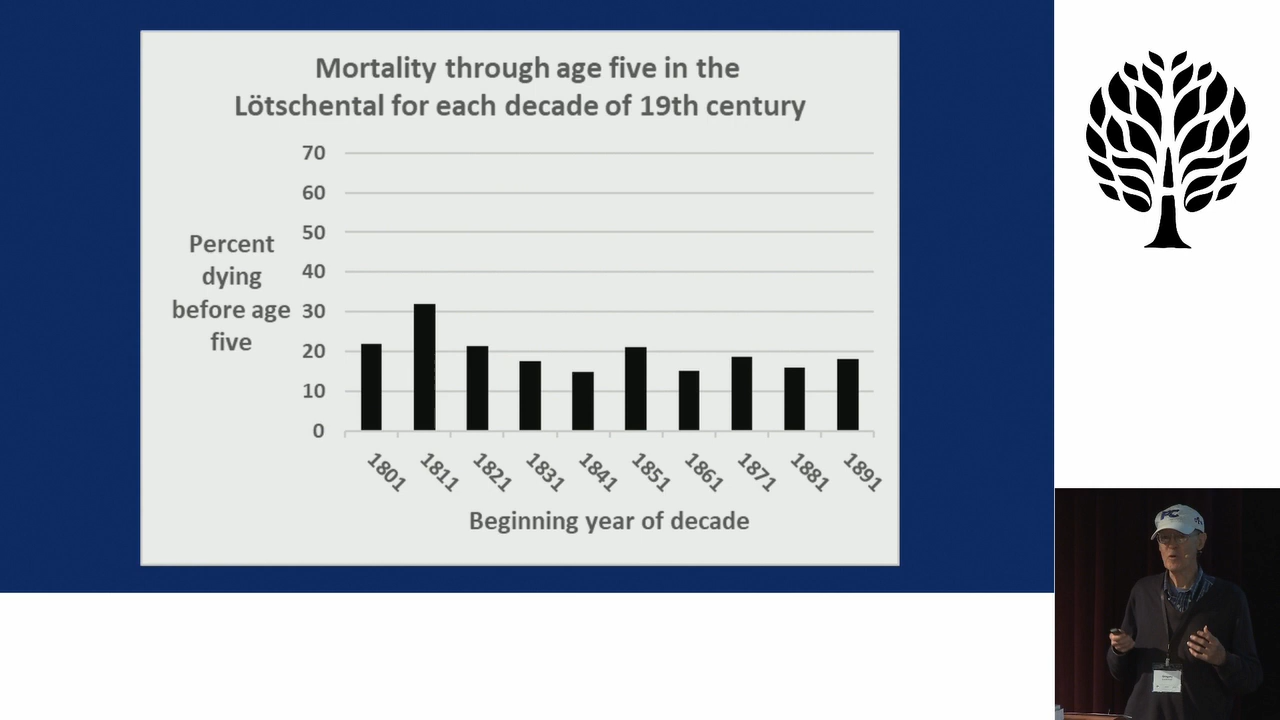 Mortality through age five in the
Lötschental for each decade of 19th century
70
60
50
40
30
20
10
0
Percent
dying
before age
five
1801
1811
1821
1831
1841
1851
1861
1871
1881
1891
Beginning year of decade